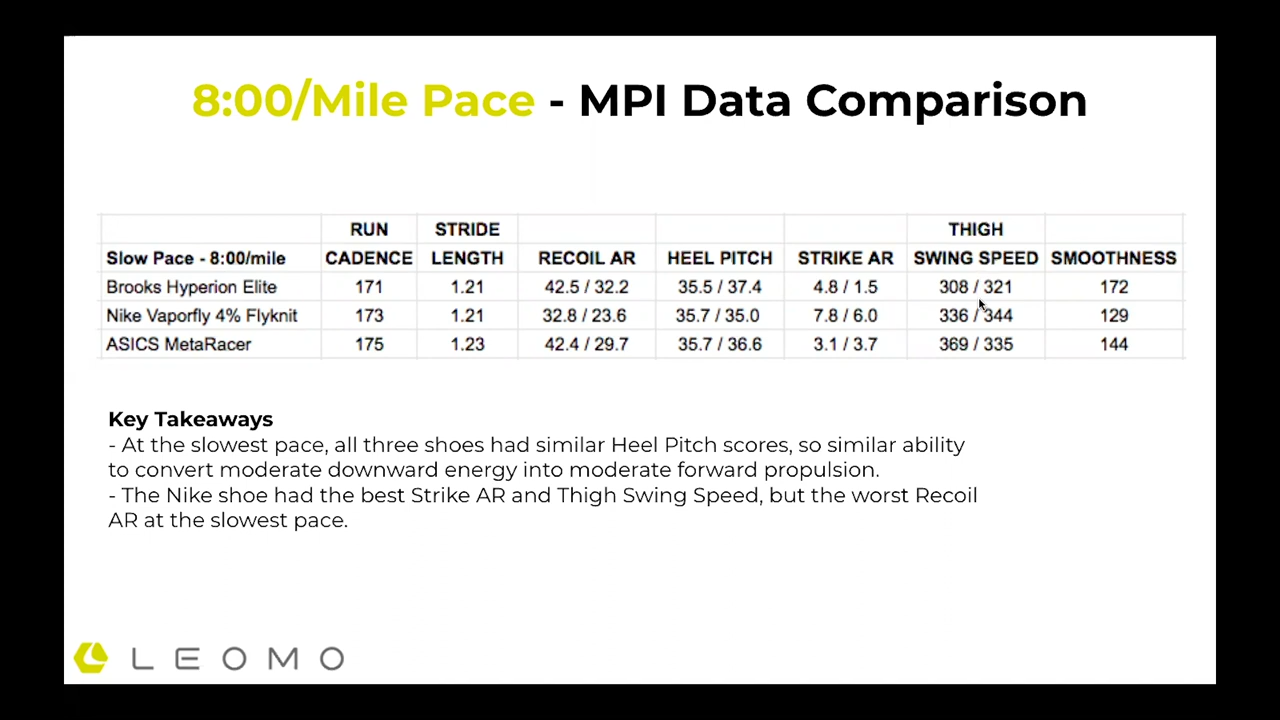 8:00/Mile Pace - MPI Data Comparison
RUN STRIDE THIGH
Slow Pace - 8:00/mile CADENCE LENGTH RECOIL AR HEEL PITCH STRIKE AR SWING SPEED SMOOTHNESS
Brooks Hyperion Elite 171 1.21 42.5 / 32.2 35.5 / 37.4 4.8 / 1.5 308 / 321 172
Nike Vaporfly 4% Flyknit 173 1.21 32.8 / 23.6 35.7 / 35.0 7.8 / 6.0 336 / 344 129
ASICS MetaRacer 175 1.23 42.4 / 29.7 35.7 / 36.6 3.1 / 3.7 369 / 335 144
Key Takeaways
- At the slowest pace, all three shoes had similar Heel Pitch scores, so similar ability
to convert moderate downward energy into moderate forward propulsion.
- The Nike shoe had the best Strike AR and Thigh Swing Speed, but the worst Recoil
AR at the slowest pace.
LEOMO